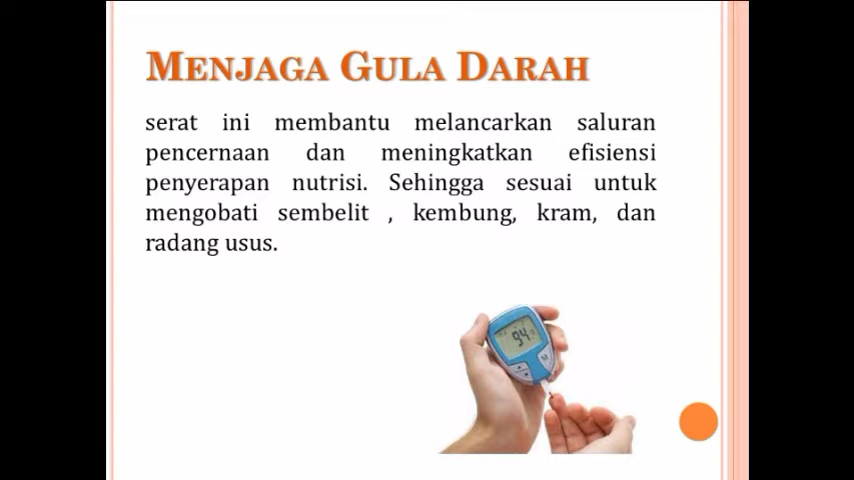 MENJAGA GULA DARAH
serat ini membantu melancarkan saluran
pencernaan dan meningkatkan efisiensi
penyerapan nutrisi. Sehingga sesuai untuk
mengobati sembelit , kembung, kram, dan
radang usus.
94
M